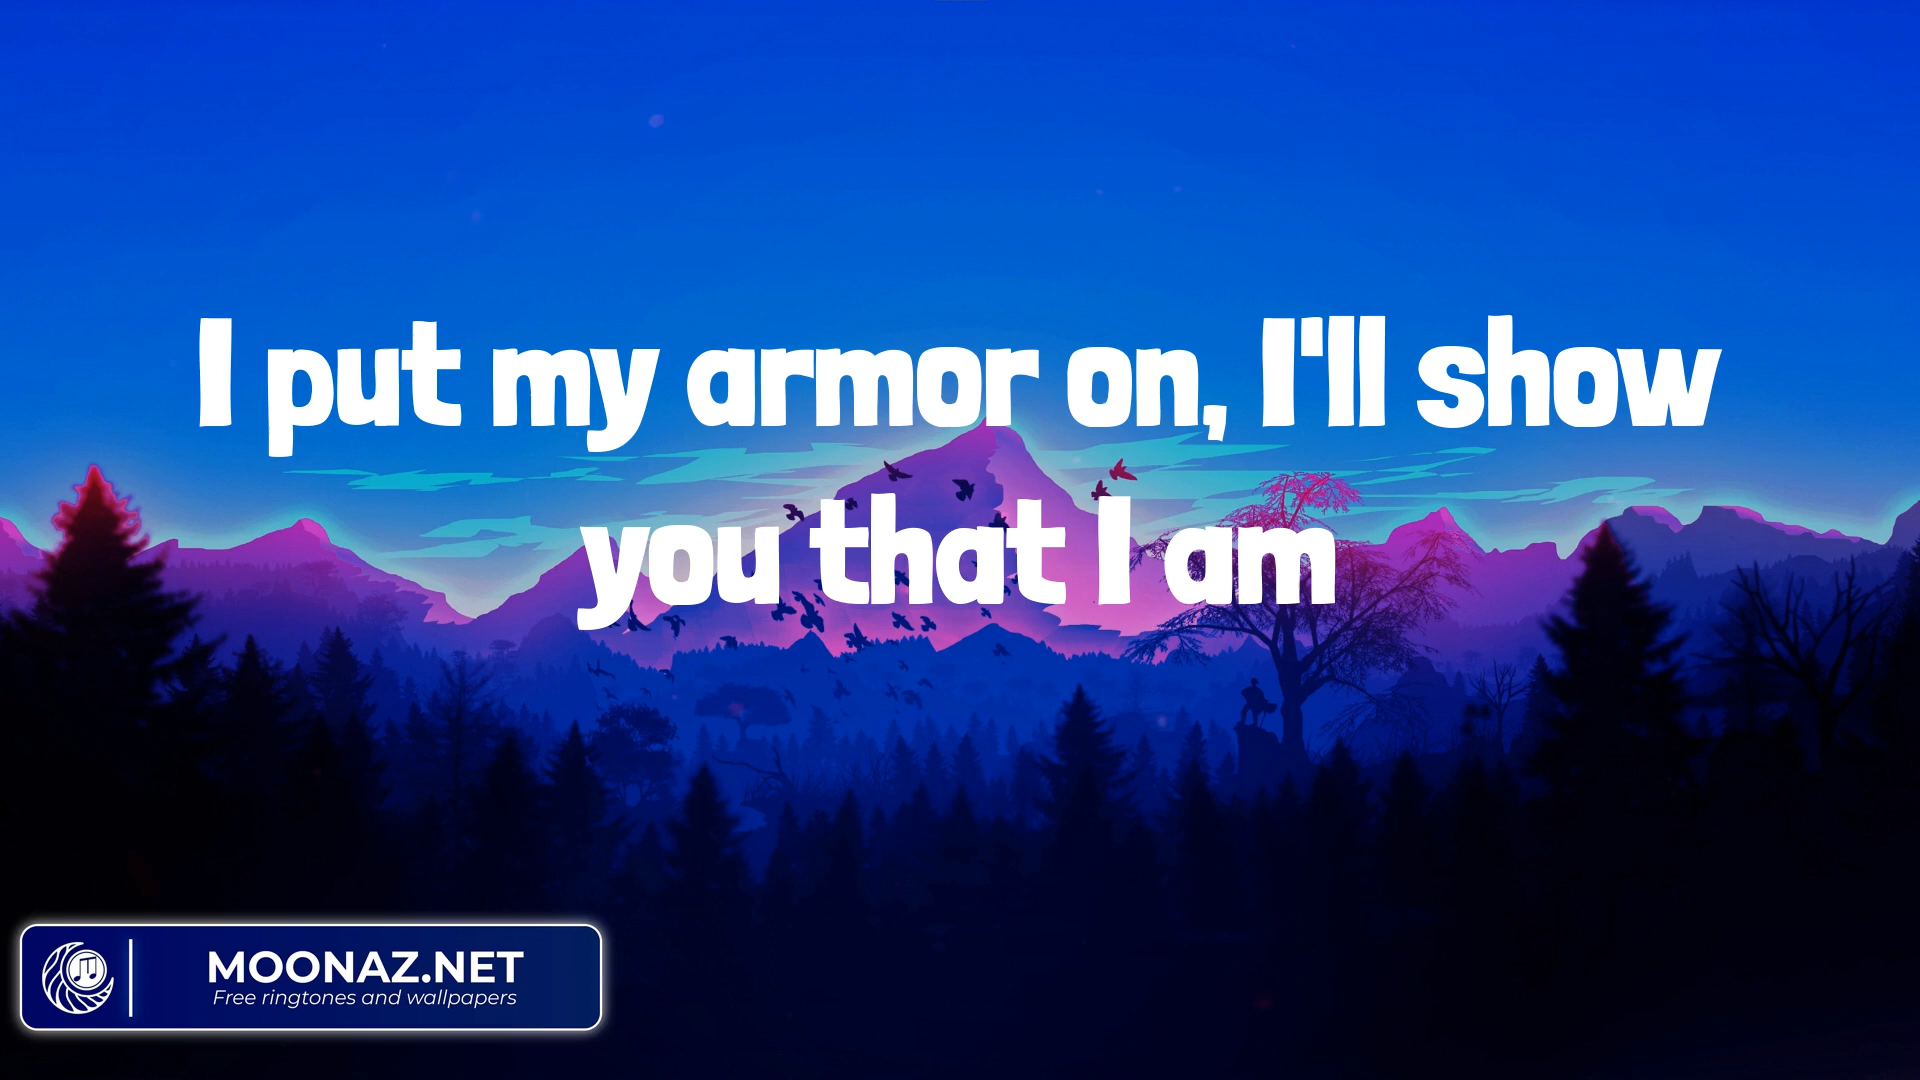 I put my armor on, I'll show
you that I am
MOONAZ.NET
Free ringtones and wallpapers